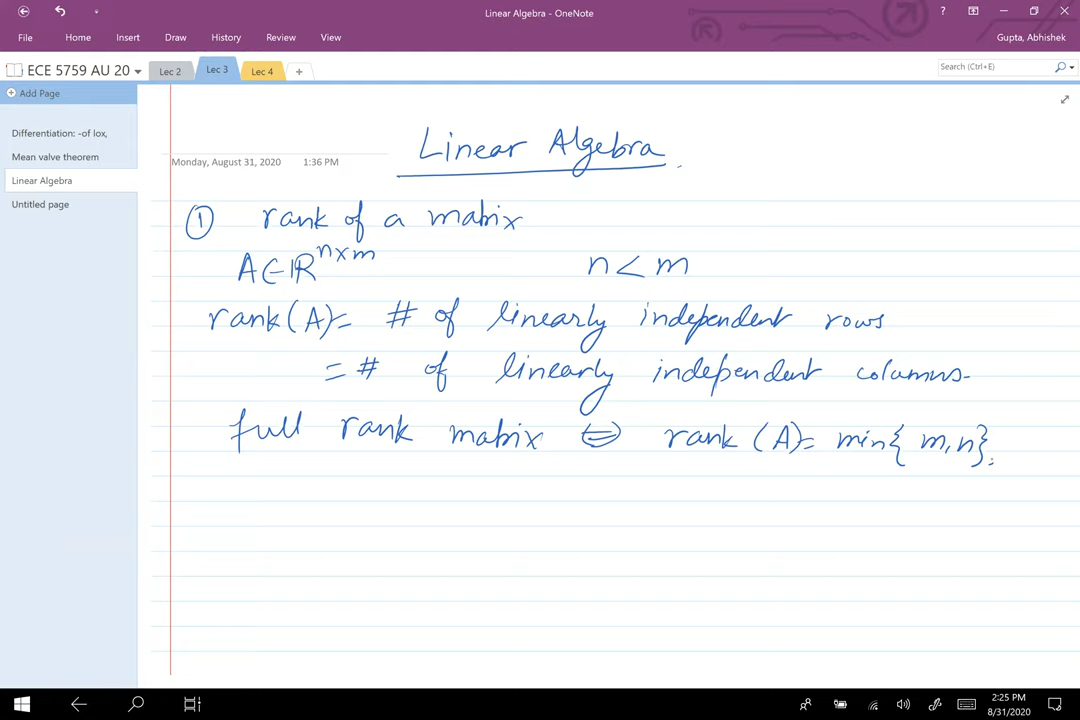 Linear Algebra - OneNote
File Home Insert Draw History Review View
Gupta, Abhishek
ECE 5759 AU 20
Lec 2 Lec 3 Lec 4 +
Search (Ctrl+E)
Add Page
Differentiation: -of lox,
Mean valve theorem
Linear Algebra
Untitled page
Linear Algebra
Monday, August 31, 2020 1:36 PM
① rank of a matrix
A∈ℝ^{n×m} n < m
rank(A)= # of linearly independent rows
= # of linearly independent columns.
full rank matrix ⇔ rank (A)= min{ m,n}.
2:25 PM
8/31/2020